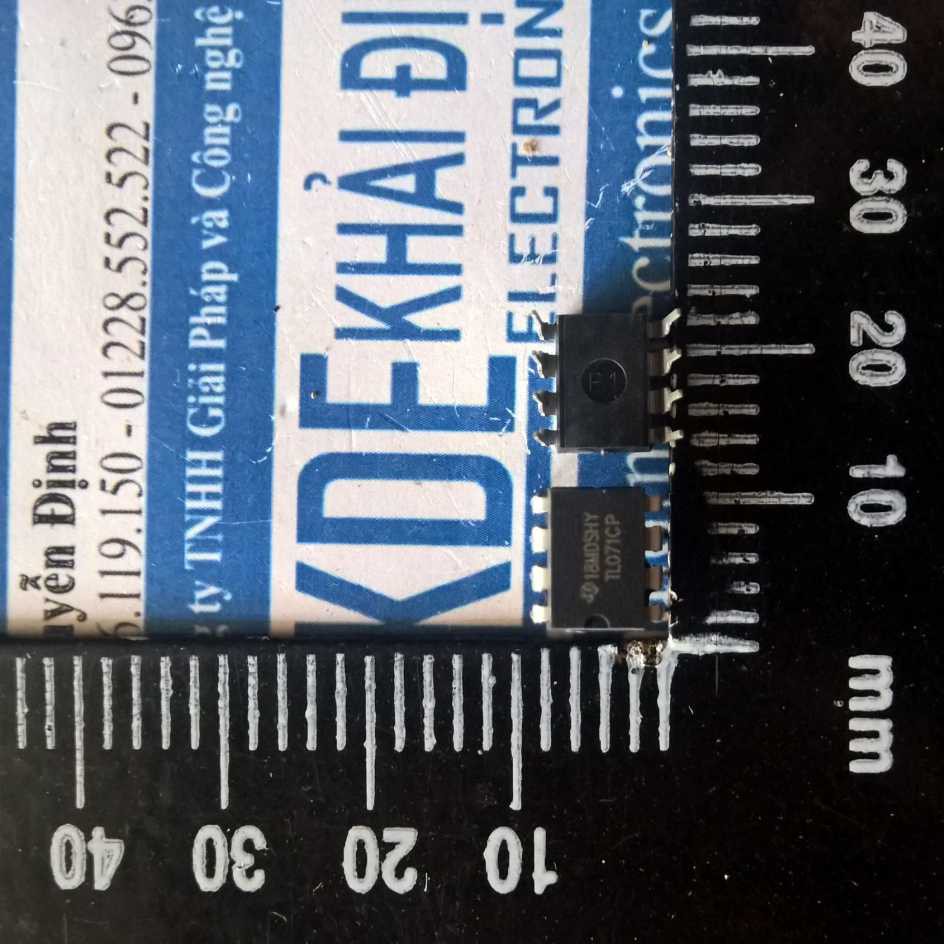 yễn Định
6.119.150 - 01228.552.522 - 096
ty TNHH Giải Pháp và Công nghệ
KDE KHẢI ĐỊ
ELECTRON
ectronics
18MDSHY
TL071CP
40
30
20
10
mm
40
30
20
10